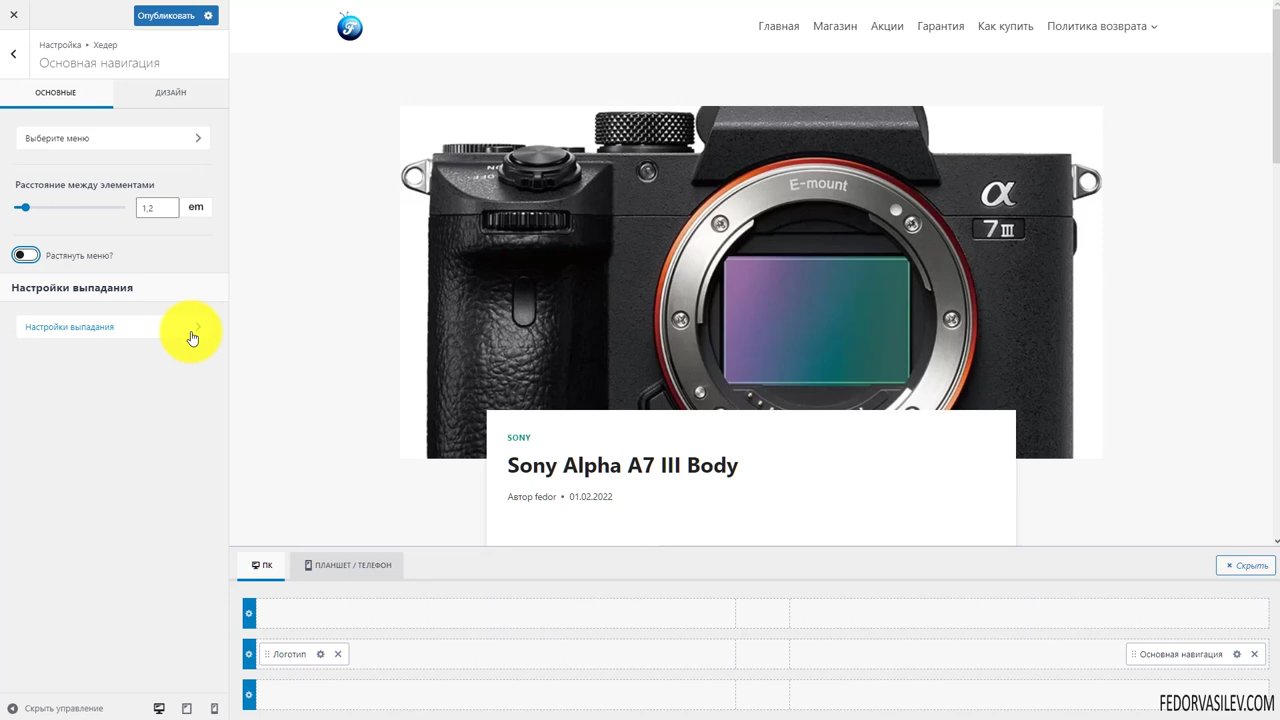 Опубликовать
Настройка ▸ Хедер
Основная навигация
ОСНОВНЫЕ
ДИЗАЙН
Выберите меню
Расстояние между элементами
1,2
em
Растянуть меню?
Настройки выпадания
Настройки выпадания
Скрыть управление
Главная
Магазин
Акции
Гарантия
Как купить
Политика возврата
E-mount
α
7III
SONY
Sony Alpha A7 III Body
Автор fedor • 01.02.2022
ПК
ПЛАНШЕТ / ТЕЛЕФОН
× Скрыть
Логотип
Основная навигация
FEDORVASILEV.COM